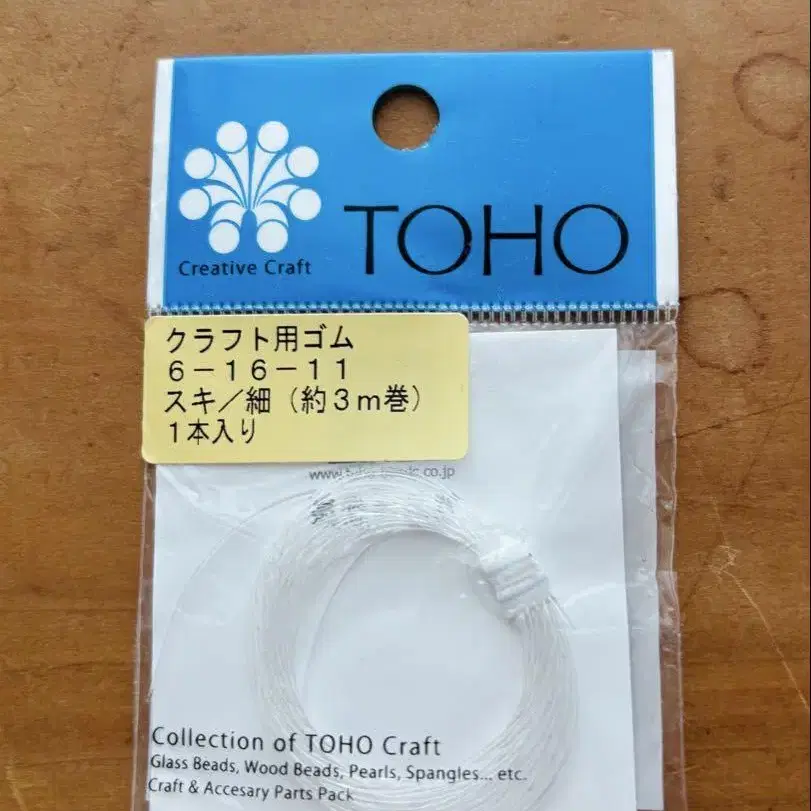 Creative Craft
TOHO
クラフト用ゴム
6－16－11
スキ／細（約3m巻）
1本入り
Collection of TOHO Craft
Glass Beads, Wood Beads, Pearls, Spangles... etc.
Craft & Accesary Parts Pack